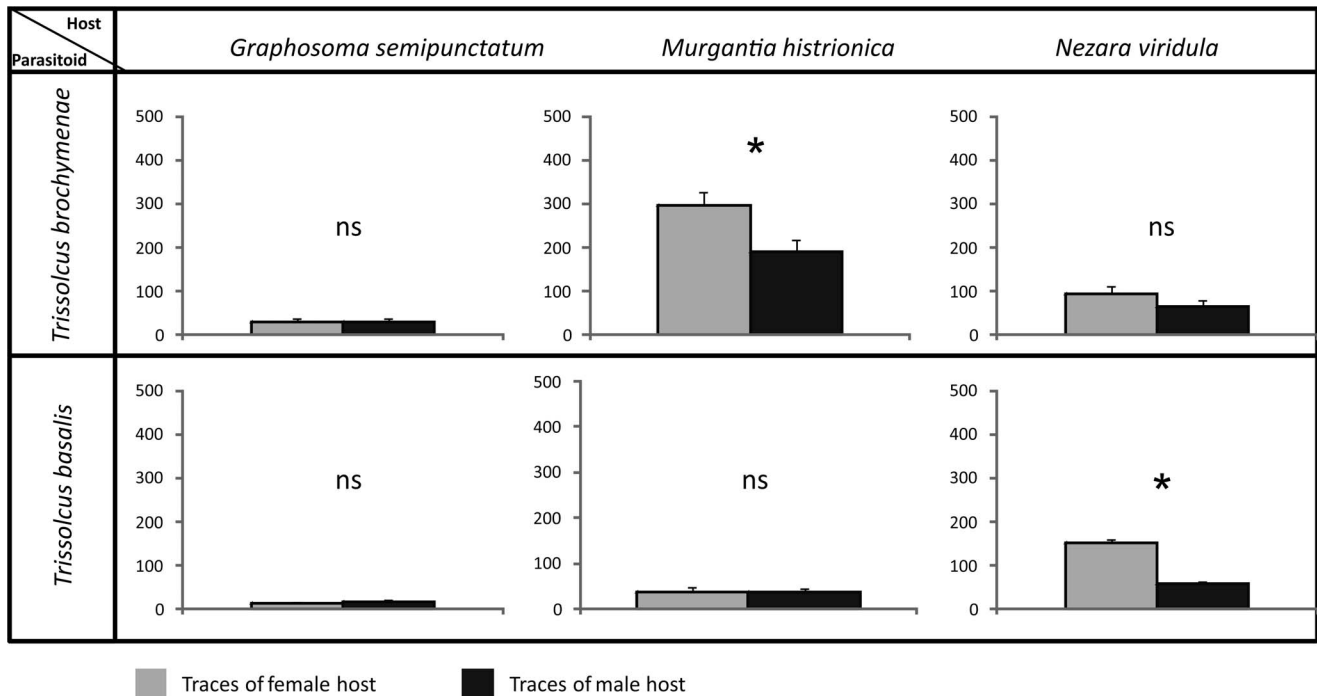 Host
Parasitoid
Graphosoma semipunctatum
Murgantia histrionica
Nezara viridula
Trissolcus brochymenae
500
400
300
200
100
0
ns
500
400
300
200
100
0
*
500
400
300
200
100
0
ns
Trissolcus basalis
500
400
300
200
100
0
ns
500
400
300
200
100
0
ns
500
400
300
200
100
0
*
Traces of female host
Traces of male host